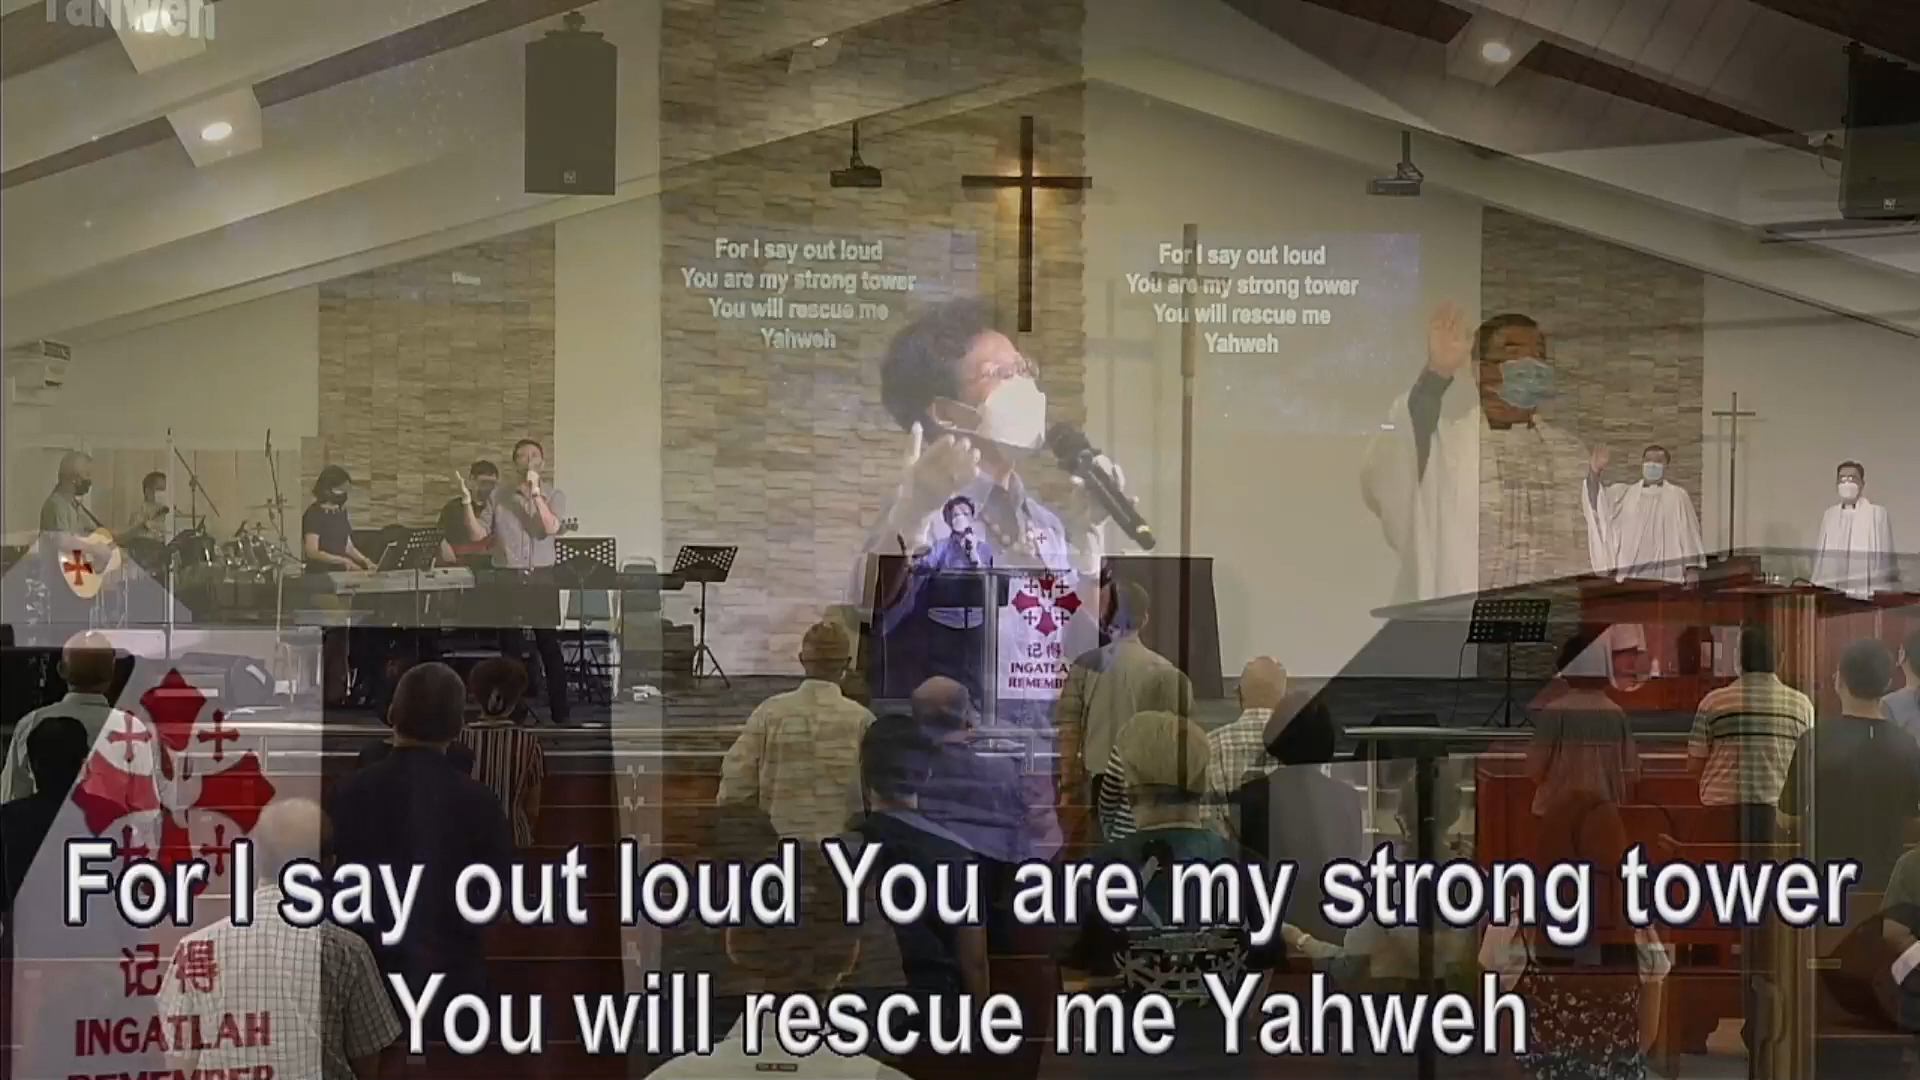 Yahweh
For I say out loud
You are my strong tower
You will rescue me
Yahweh
For I say out loud
You are my strong tower
You will rescue me
Yahweh
记得
INGATLAH
REMEMBER
For I say out loud You are my strong tower
You will rescue me Yahweh
记得
INGATLAH
REMEMBER